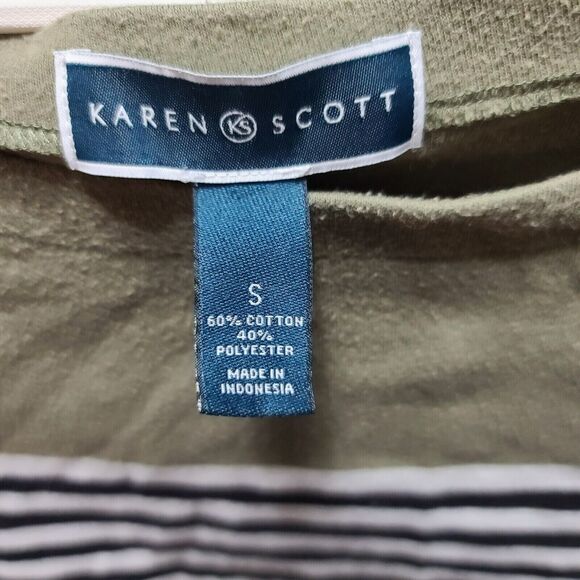 KAREN KS SCOTT
S
60% COTTON
40%
POLYESTER
MADE IN
INDONESIA